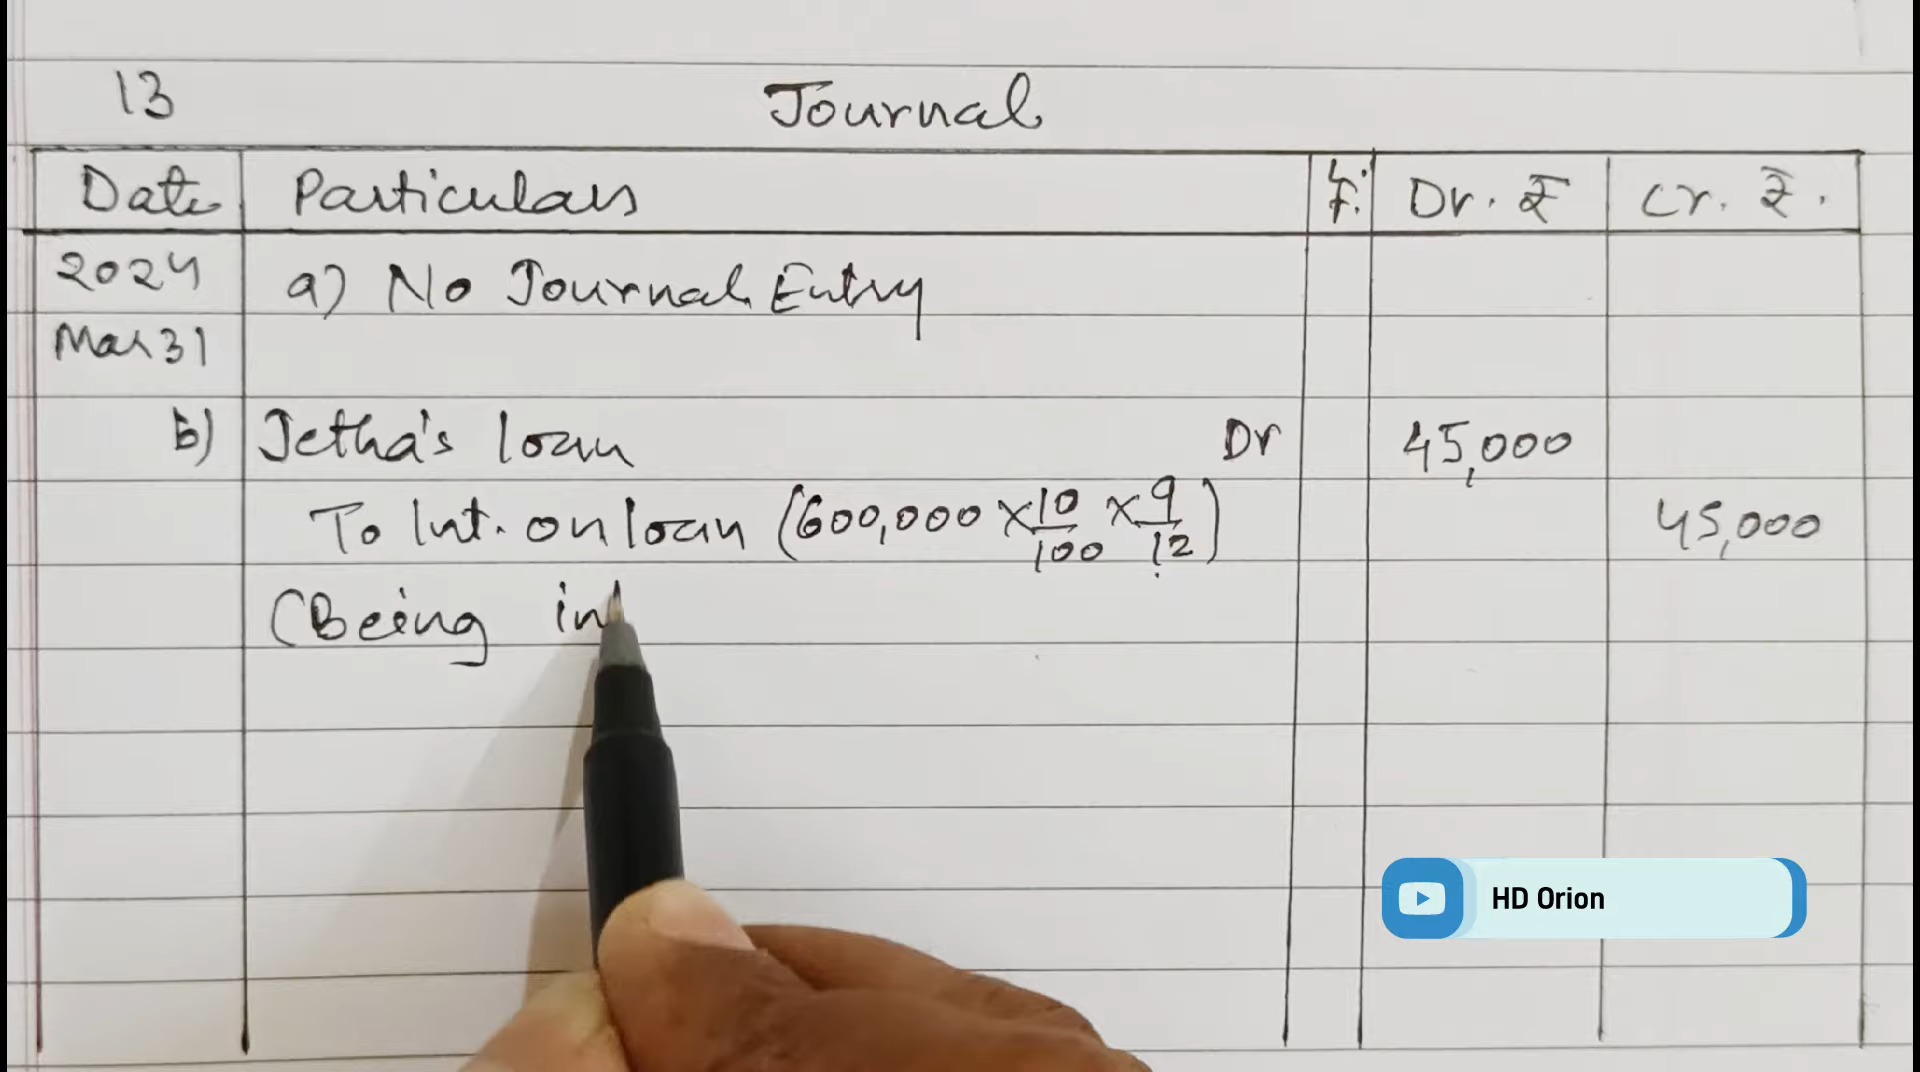 13 Journal
Date Particulars L.F. Dr. ₹ Cr. ₹.
2024 a) No Journal Entry
Mar 31
b) Jetha's loan Dr 45,000
To Int. on loan (600,000 × 10/100 × 9/12) 45,000
(Being int
HD Orion